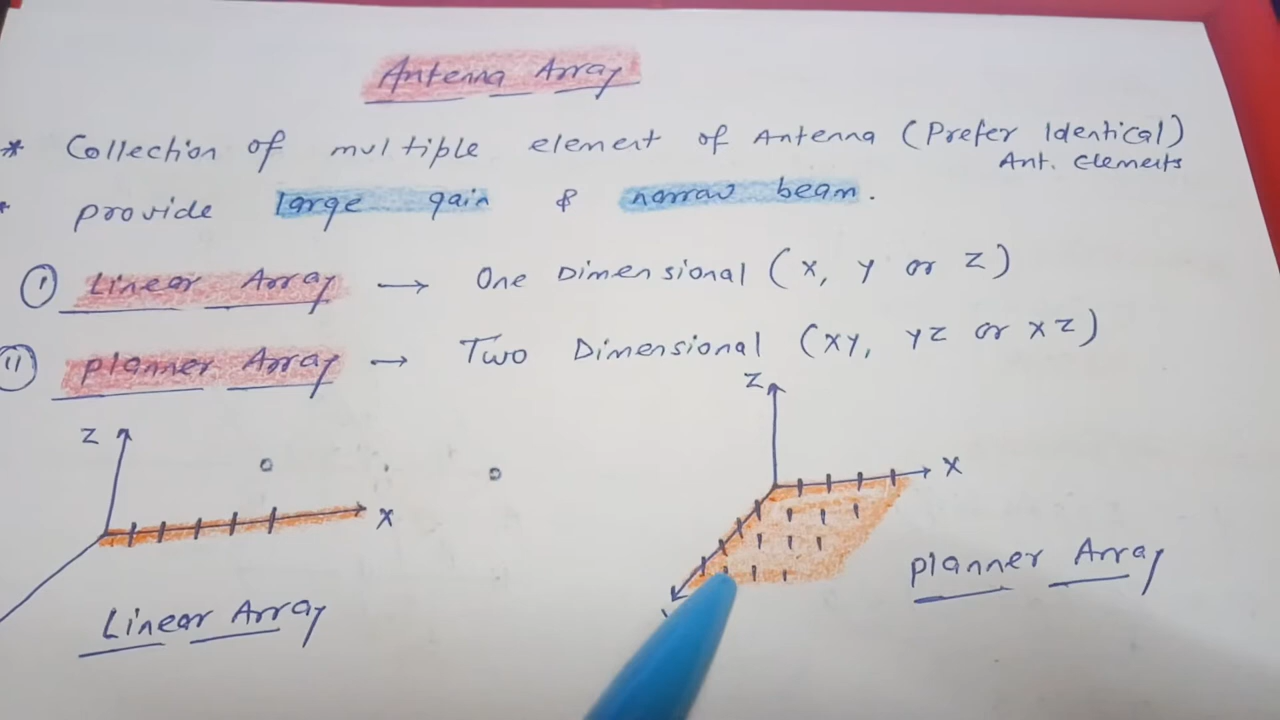 Antenna Array
* Collection of multiple element of Antenna (Prefer Identical)
Ant. Elements
* provide large gain & narrow beam.
I Linear Array → One Dimensional (x, y or z)
II planner Array → Two Dimensional (xy, yz or xz)
Z
X
Linear Array
Z
X
planner Array